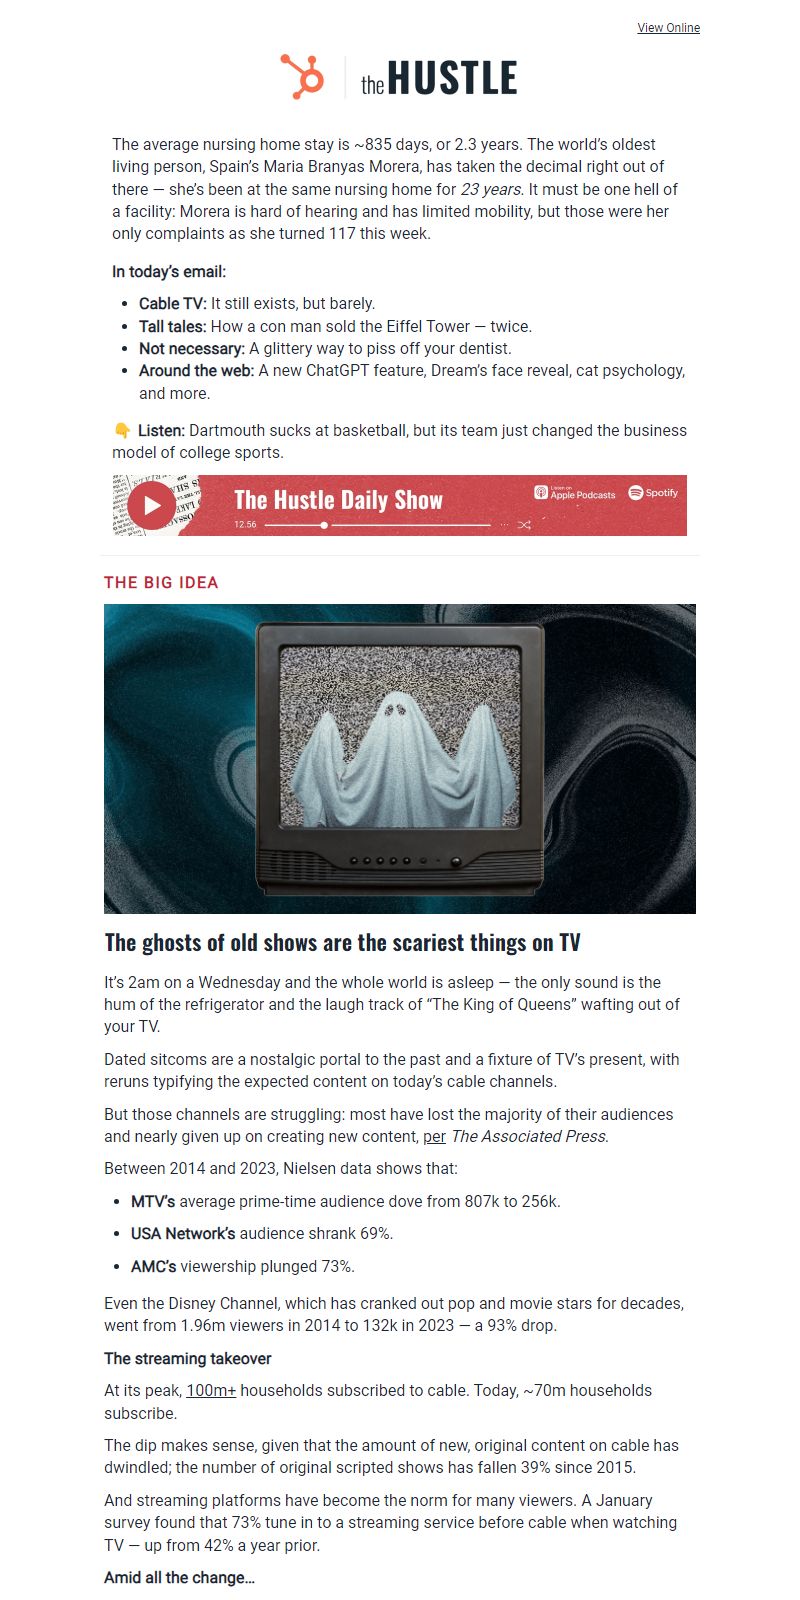 View Online
the HUSTLE
The average nursing home stay is ~835 days, or 2.3 years. The world’s oldest
living person, Spain’s Maria Branyas Morera, has taken the decimal right out of
there — she’s been at the same nursing home for 23 years. It must be one hell of
a facility: Morera is hard of hearing and has limited mobility, but those were her
only complaints as she turned 117 this week.
In today’s email:
• Cable TV: It still exists, but barely.
• Tall tales: How a con man sold the Eiffel Tower — twice.
• Not necessary: A glittery way to piss off your dentist.
• Around the web: A new ChatGPT feature, Dream’s face reveal, cat psychology,
and more.
👇 Listen: Dartmouth sucks at basketball, but its team just changed the business
model of college sports.
The Hustle Daily Show
Listen on
Apple Podcasts
Spotify
12.56
THE BIG IDEA
The ghosts of old shows are the scariest things on TV
It’s 2am on a Wednesday and the whole world is asleep — the only sound is the
hum of the refrigerator and the laugh track of “The King of Queens” wafting out of
your TV.
Dated sitcoms are a nostalgic portal to the past and a fixture of TV’s present, with
reruns typifying the expected content on today’s cable channels.
But those channels are struggling: most have lost the majority of their audiences
and nearly given up on creating new content, per The Associated Press.
Between 2014 and 2023, Nielsen data shows that:
• MTV’s average prime-time audience dove from 807k to 256k.
• USA Network’s audience shrank 69%.
• AMC’s viewership plunged 73%.
Even the Disney Channel, which has cranked out pop and movie stars for decades,
went from 1.96m viewers in 2014 to 132k in 2023 — a 93% drop.
The streaming takeover
At its peak, 100m+ households subscribed to cable. Today, ~70m households
subscribe.
The dip makes sense, given that the amount of new, original content on cable has
dwindled; the number of original scripted shows has fallen 39% since 2015.
And streaming platforms have become the norm for many viewers. A January
survey found that 73% tune in to a streaming service before cable when watching
TV — up from 42% a year prior.
Amid all the change…